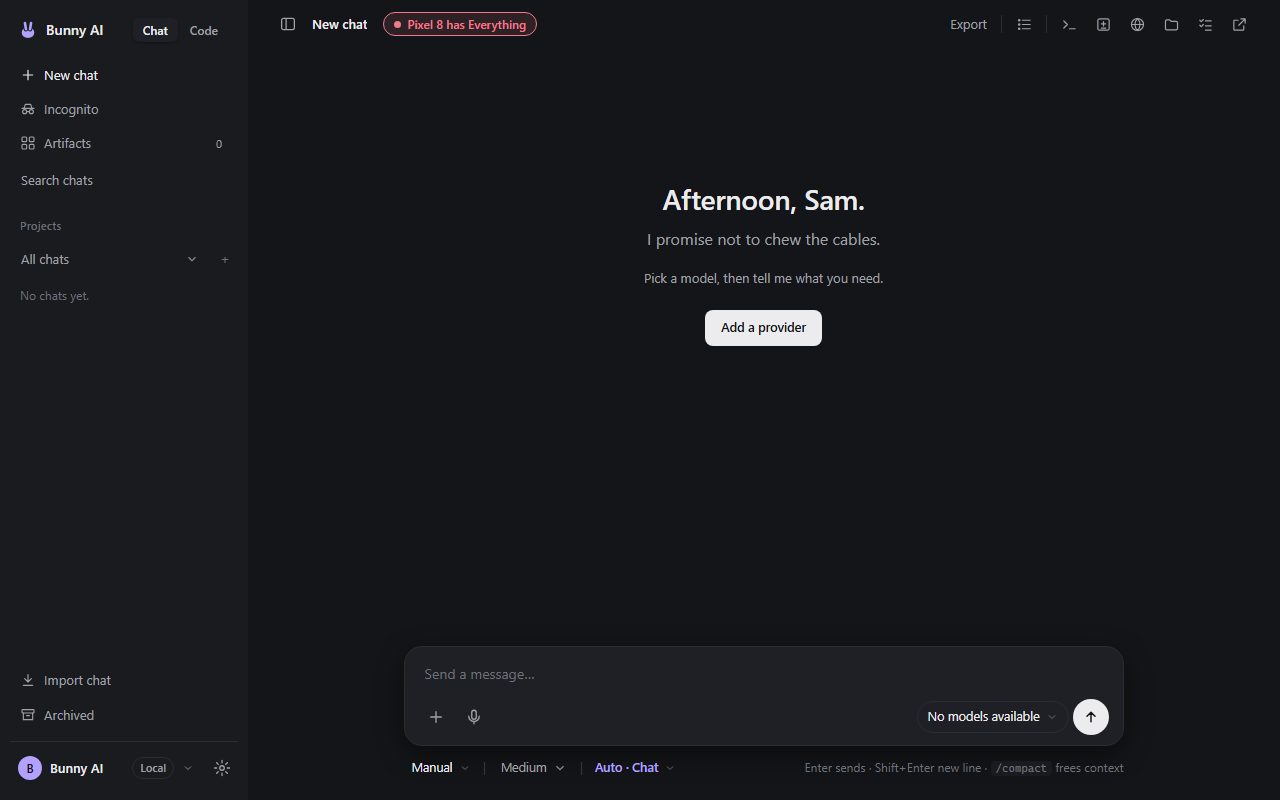 Bunny AI
Chat
Code
New chat
Incognito
Artifacts
0
Search chats
Projects
All chats
+
No chats yet.
Import chat
Archived
B
Bunny AI
Local
New chat
Pixel 8 has Everything
Export
Afternoon, Sam.
I promise not to chew the cables.
Pick a model, then tell me what you need.
Add a provider
Send a message...
No models available
Manual
Medium
Auto · Chat
Enter sends · Shift+Enter new line · /compact frees context